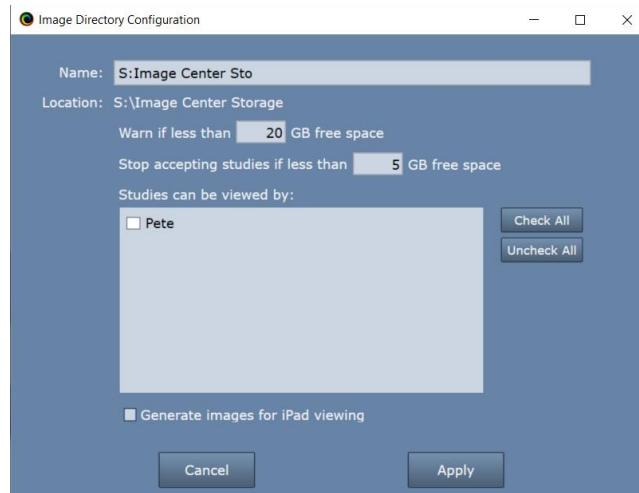 Image Directory Configuration
Name: S:Image Center Sto
Location: S:\Image Center Storage
Warn if less than 20 GB free space
Stop accepting studies if less than 5 GB free space
Studies can be viewed by:
Pete
Check All
Uncheck All
Generate images for iPad viewing
Cancel Apply